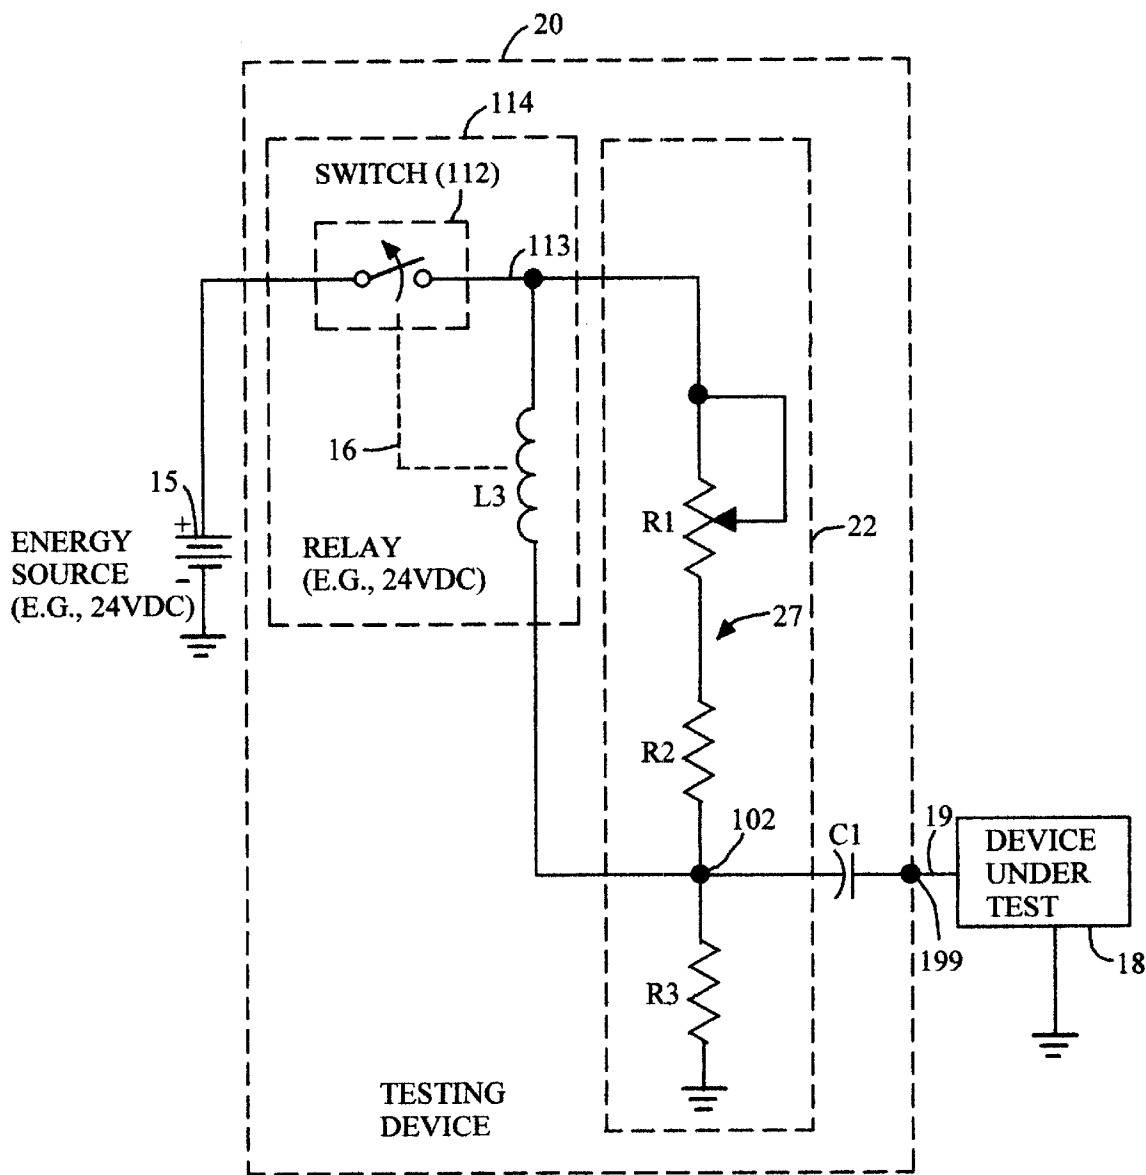 20
114
SWITCH (112)
113
16
L3
15
+
-
ENERGY
SOURCE
(E.G., 24VDC)
RELAY
(E.G., 24VDC)
R1
22
27
R2
102
C1
19
DEVICE
UNDER
TEST
199
18
R3
TESTING
DEVICE